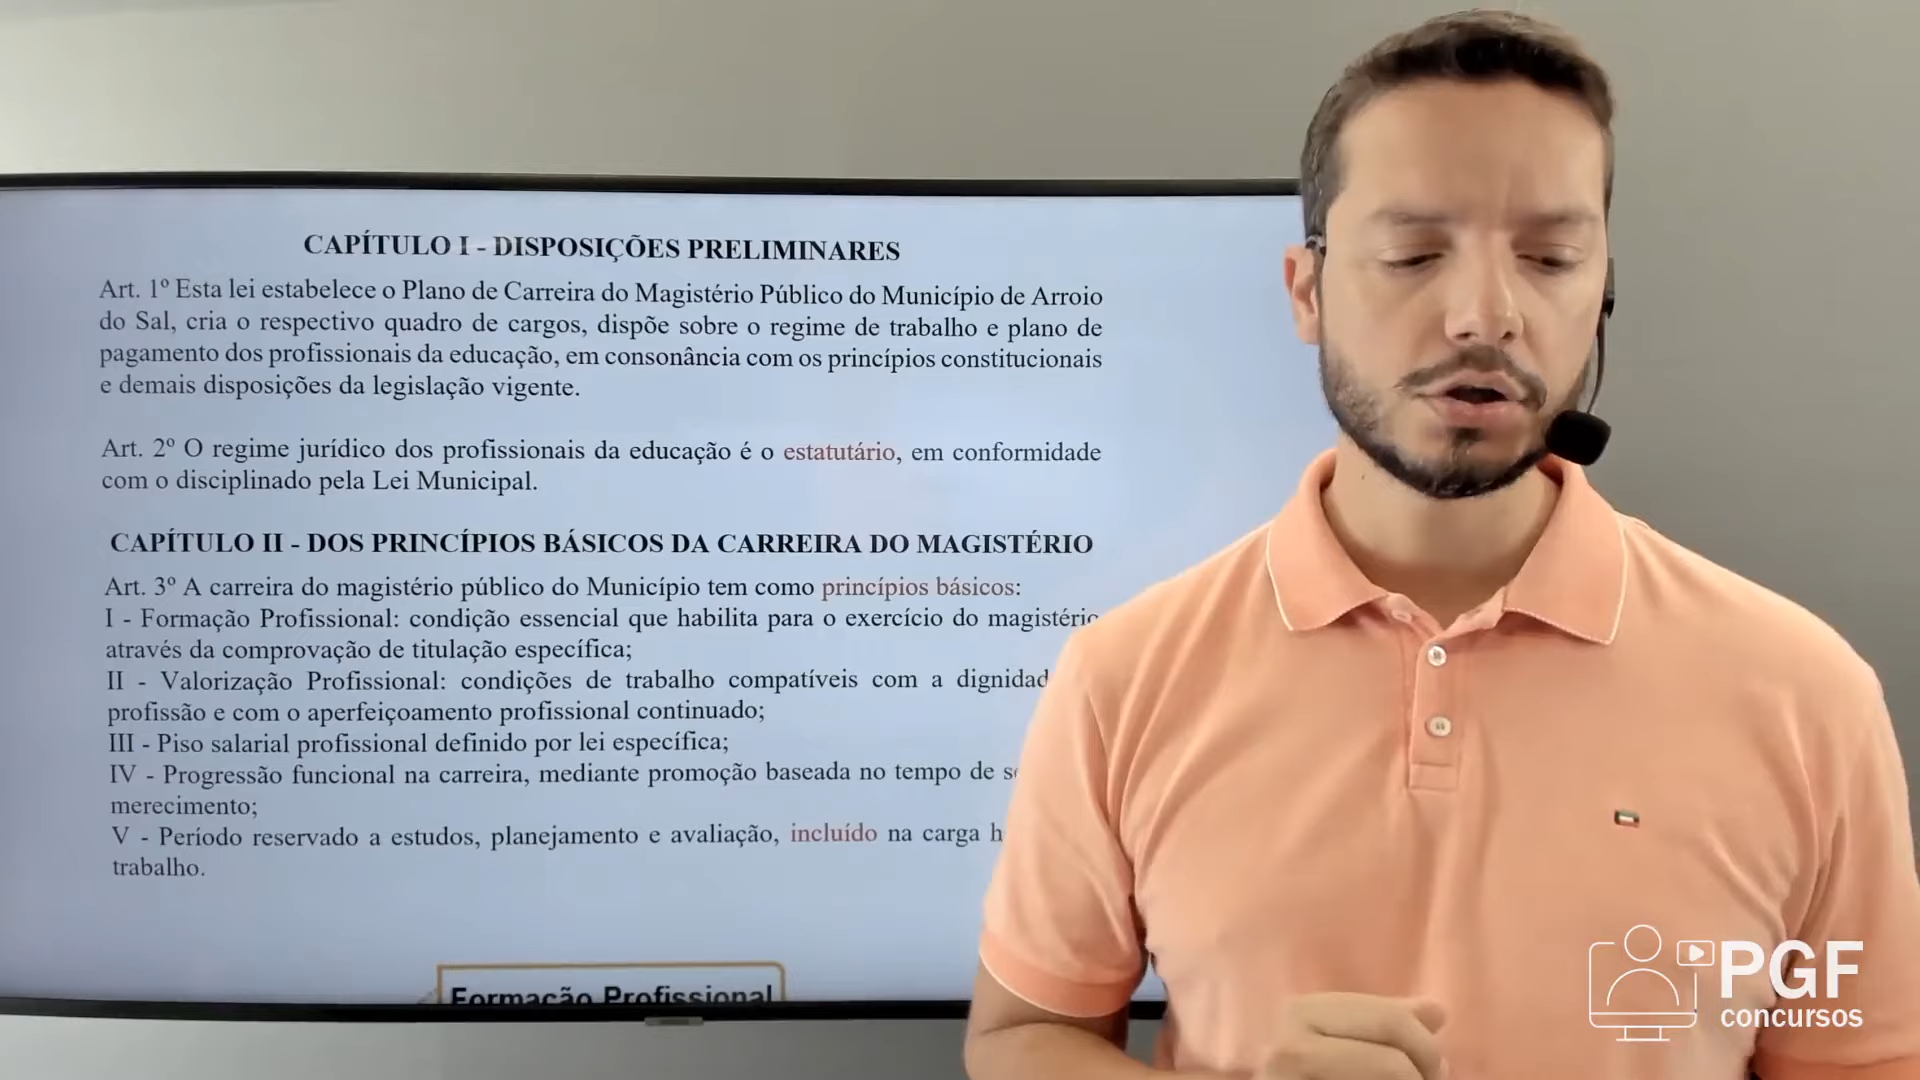 CAPÍTULO I - DISPOSIÇÕES PRELIMINARES
Art. 1º Esta lei estabelece o Plano de Carreira do Magistério Público do Município de Arroio
do Sal, cria o respectivo quadro de cargos, dispõe sobre o regime de trabalho e plano de
pagamento dos profissionais da educação, em consonância com os princípios constitucionais
e demais disposições da legislação vigente.
Art. 2º O regime jurídico dos profissionais da educação é o estatutário, em conformidade
com o disciplinado pela Lei Municipal.
CAPÍTULO II - DOS PRINCÍPIOS BÁSICOS DA CARREIRA DO MAGISTÉRIO
Art. 3º A carreira do magistério público do Município tem como princípios básicos:
I - Formação Profissional: condição essencial que habilita para o exercício do magistério
através da comprovação de titulação específica;
II - Valorização Profissional: condições de trabalho compatíveis com a
profissão e com o aperfeiçoamento profissional continuado;
III - Piso salarial profissional definido por lei específica;
IV - Progressão funcional na carreira, mediante promoção baseada no tempo de
merecimento;
V - Período reservado a estudos, planejamento e avaliação, incluído na carga
trabalho.
Formação Profissional
PGF
concursos